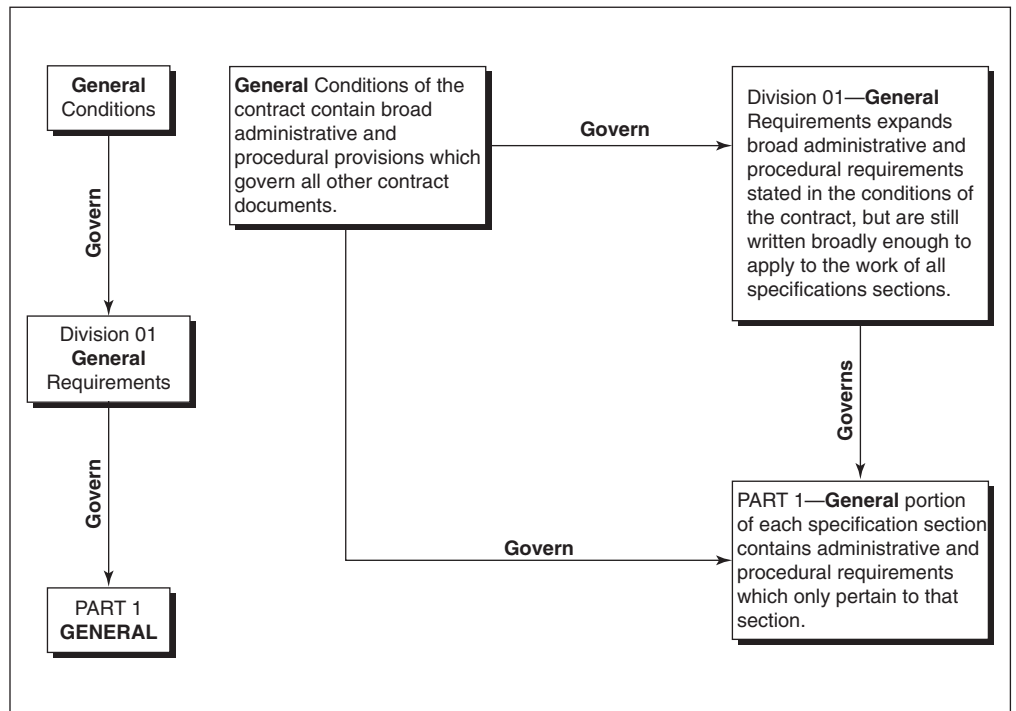 General
Conditions
Govern
Division 01
General
Requirements
Govern
PART 1
GENERAL
General Conditions of the
contract contain broad
administrative and
procedural provisions which
govern all other contract
documents.
Govern
Division 01—General
Requirements expands
broad administrative and
procedural requirements
stated in the conditions of
the contract, but are still
written broadly enough to
apply to the work of all
specifications sections.
Governs
Govern
PART 1—General portion
of each specification section
contains administrative and
procedural requirements
which only pertain to that
section.